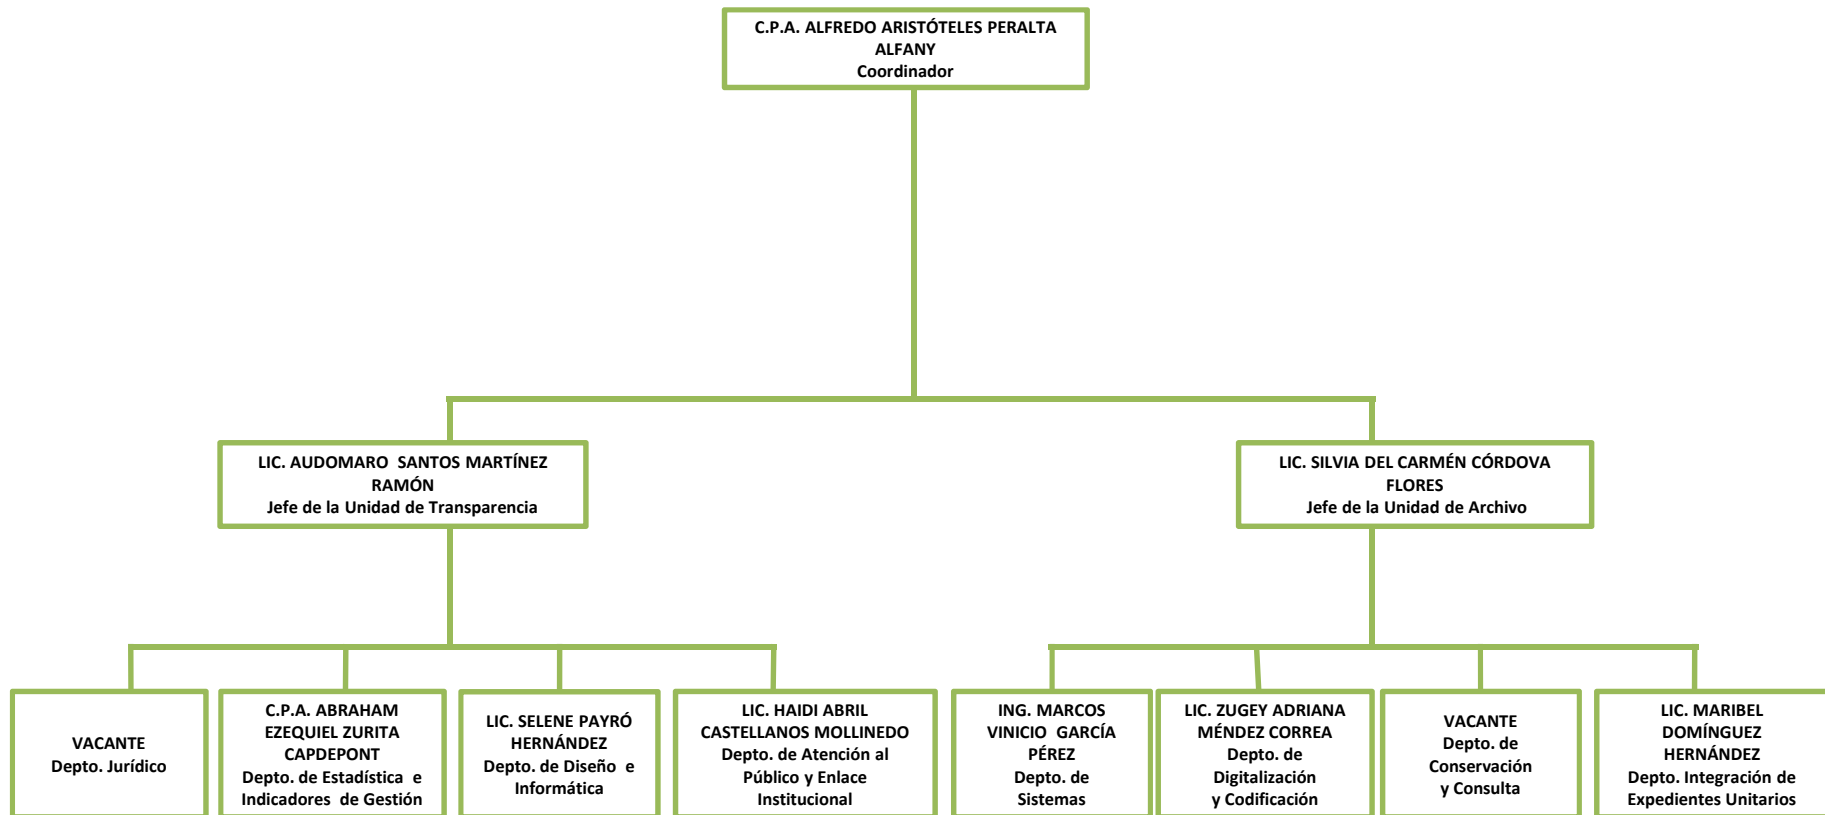 C.P.A. ALFREDO ARISTÓTELES PERALTA
ALFANY
Coordinador
LIC. AUDOMARO SANTOS MARTÍNEZ
RAMÓN
Jefe de la Unidad de Transparencia
LIC. SILVIA DEL CARMÉN CÓRDOVA
FLORES
Jefe de la Unidad de Archivo
VACANTE
Depto. Jurídico
C.P.A. ABRAHAM
EZEQUIEL ZURITA
CAPDEPONT
Depto. de Estadística e
Indicadores de Gestión
LIC. SELENE PAYRÓ
HERNÁNDEZ
Depto. de Diseño e
Informática
LIC. HAIDI ABRIL
CASTELLANOS MOLLINEDO
Depto. de Atención al
Público y Enlace
Institucional
ING. MARCOS
VINICIO GARCÍA
PÉREZ
Depto. de
Sistemas
LIC. ZUGEY ADRIANA
MÉNDEZ CORREA
Depto. de
Digitalización
y Codificación
VACANTE
Depto. de
Conservación
y Consulta
LIC. MARIBEL
DOMÍNGUEZ
HERNÁNDEZ
Depto. Integración de
Expedientes Unitarios